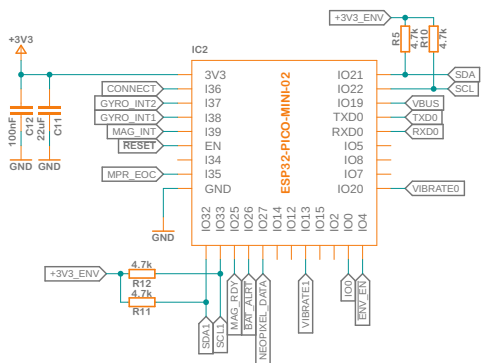 +3V3_ENV
R5
4.7k
R10
4.7k
+3V3
IC2
3V3
I36
I37
I38
I39
EN
I34
I35
GND
ESP32-PICO-MINI-02
IO21
IO22
IO19
TXD0
RXD0
IO5
IO8
IO7
IO20
SDA
SCL
VBUS
TXD0
RXD0
VIBRATE0
CONNECT
GYRO_INT2
GYRO_INT1
MAG_INT
RESET
MPR_EOC
100nF
C12
22uF
C11
GND
GND
GND
IO32
IO33
IO25
IO26
IO27
IO14
IO12
IO13
IO15
IO2
IO0
IO4
+3V3_ENV
4.7k
R12
4.7k
R11
SDA1
SCL1
MAG_RDY
BAT_ALRT
NEOPIXEL_DATA
VIBRATE1
IO0
ENV_EN